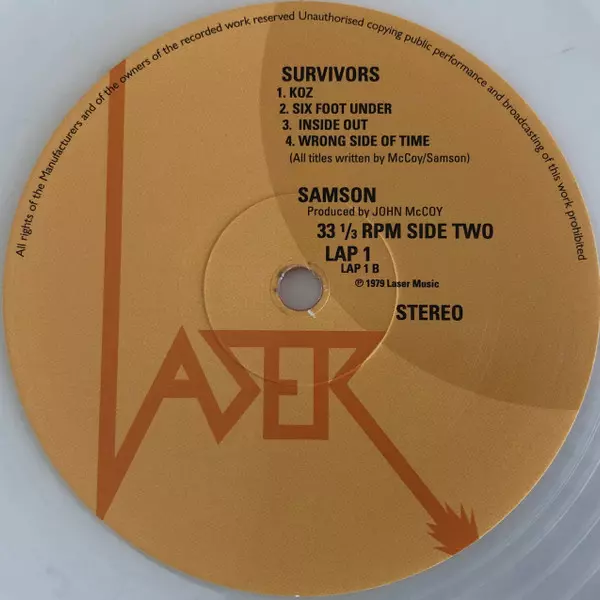 All rights of the Manufacturers and of the owners of the recorded work reserved Unauthorised copying public performance and broadcasting of this work prohibited
SURVIVORS
1. KOZ
2. SIX FOOT UNDER
3. INSIDE OUT
4. WRONG SIDE OF TIME
(All titles written by McCoy/Samson)
SAMSON
Produced by JOHN McCOY
33 1/3 RPM SIDE TWO
LAP 1
LAP 1 B
℗ 1979 Laser Music
STEREO
LASER